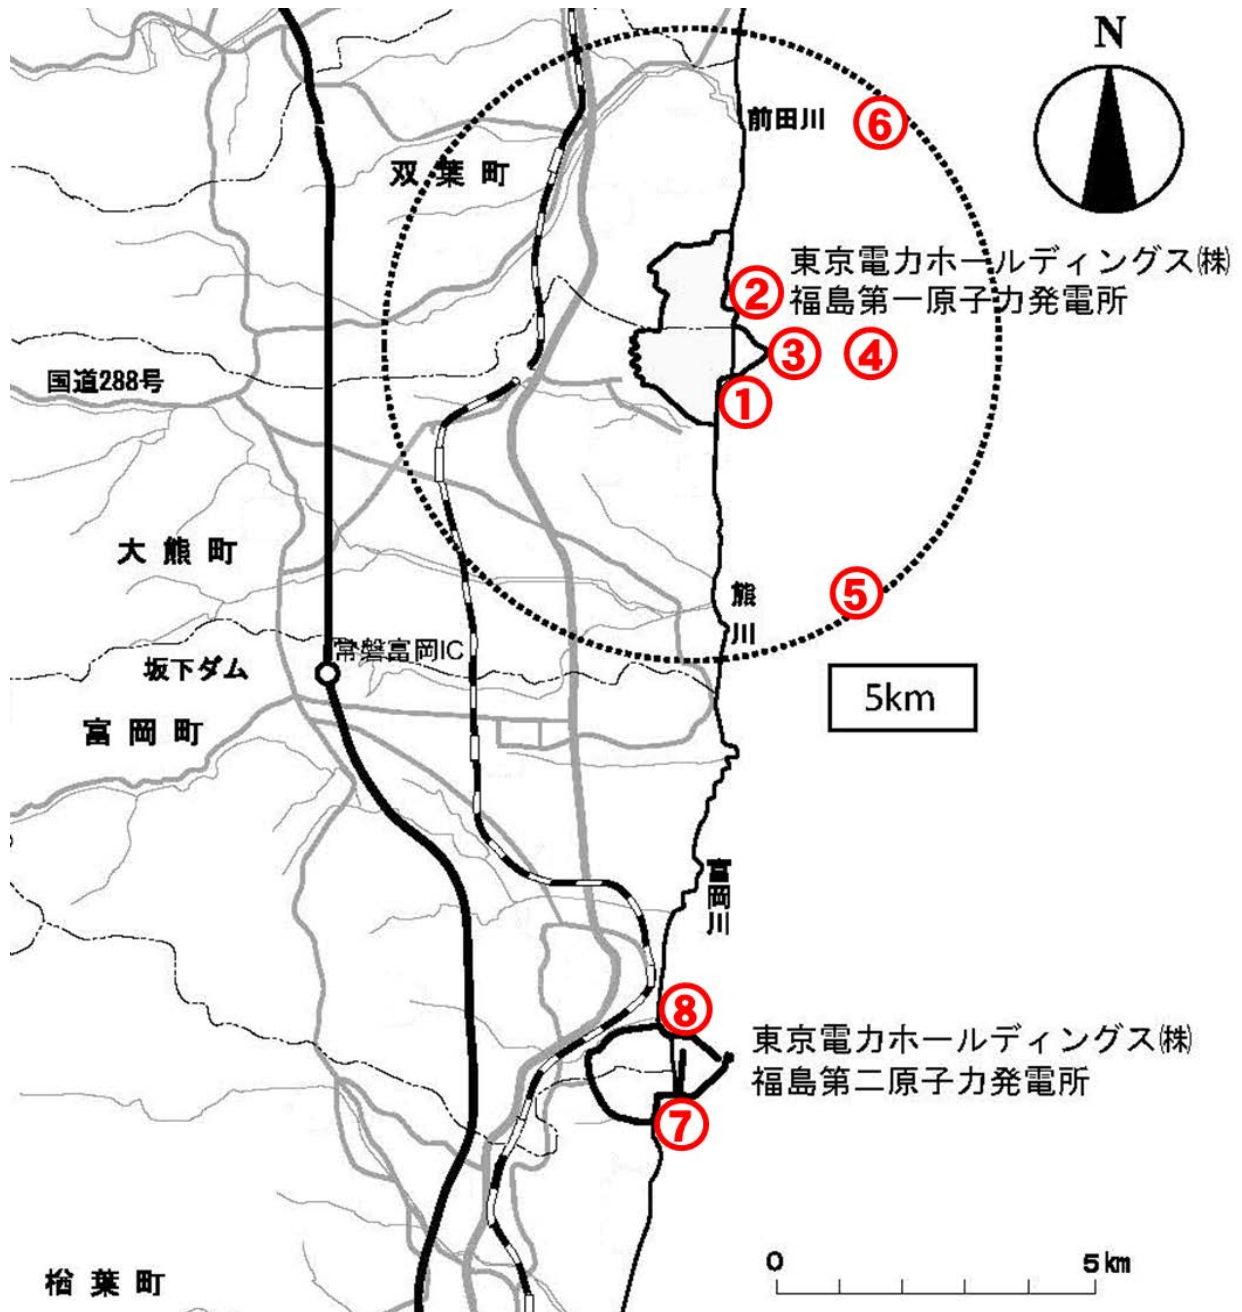 N
前田川
⑥
双葉町
東京電力ホールディングス㈱
福島第一原子力発電所
②
③
④
国道288号
①
大熊町
熊川
⑤
常磐富岡IC
坂下ダム
5km
富岡町
富岡川
⑧
東京電力ホールディングス㈱
福島第二原子力発電所
⑦
0
5km
楢葉町